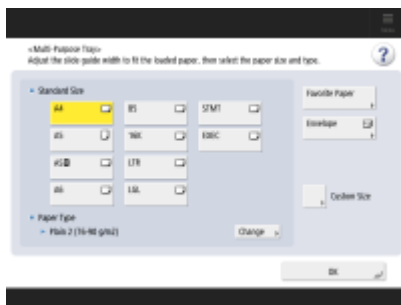 <Multi-Purpose Tray>
Adjust the slide guide width to fit the loaded paper, then select the paper size and type.
Standard Size
A4
B5
STMT
A5
16K
EXEC
A5R
LTR
A6
LGL
Favorite Paper
Envelope
Custom Size
Paper Type
Plain 2 (76-90 g/m2)
Change
OK